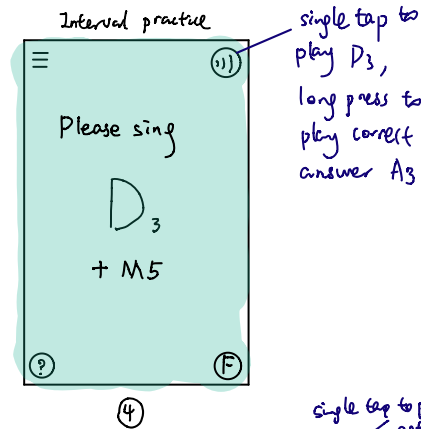 Interval practice
Please sing
D3
+ M5
?
F
4
single tap to
play D3,
long press to
play correct
answer A3
single tap to